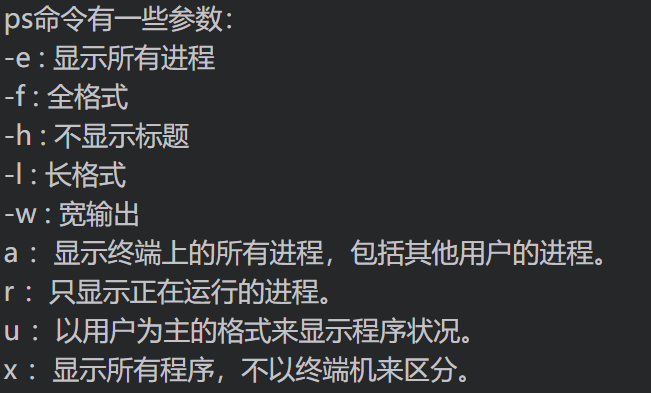 ps命令有一些参数：
-e : 显示所有进程
-f : 全格式
-h : 不显示标题
-l : 长格式
-w : 宽输出
a ：显示终端上的所有进程，包括其他用户的进程。
r ：只显示正在运行的进程。
u ：以用户为主的格式来显示程序状况。
x ：显示所有程序，不以终端机来区分。